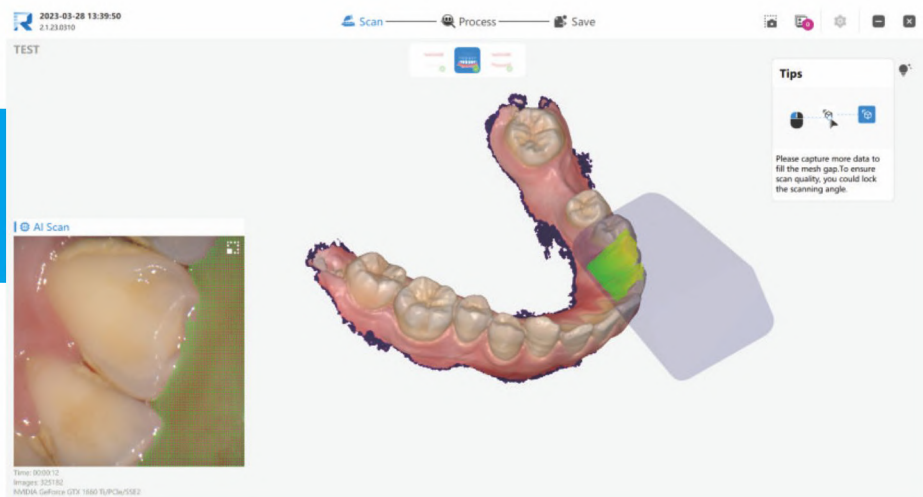 2023-03-28 13:39:50
2.1.23.0310
Scan
Process
Save
0
TEST
Tips
Please capture more data to
fill the mesh gap.To ensure
scan quality, you could lock
the scanning angle.
AI Scan
Time: 00:00:12
Images: 325182
NVIDIA GeForce GTX 1660 Ti/PCIe/SSE2